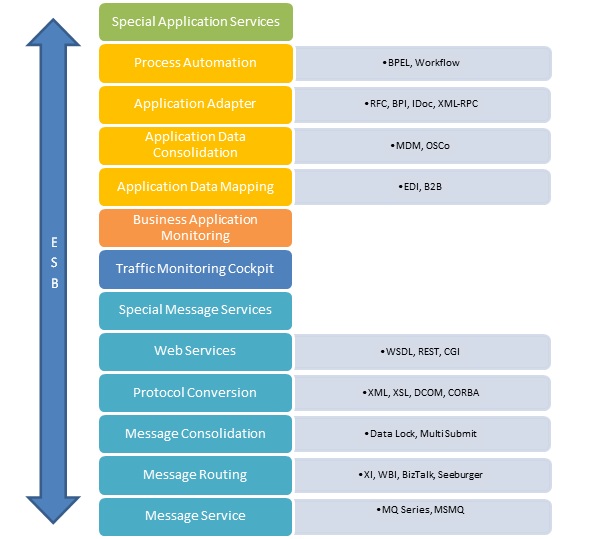 Special Application Services
Process Automation
•BPEL, Workflow
Application Adapter
•RFC, BPI, IDoc, XML-RPC
Application Data
Consolidation
•MDM, OSCo
Application Data Mapping
•EDI, B2B
Business Application
Monitoring
E
S
B
Traffic Monitoring Cockpit
Special Message Services
Web Services
•WSDL, REST, CGI
Protocol Conversion
•XML, XSL, DCOM, CORBA
Message Consolidation
•Data Lock, MultiSubmit
Message Routing
•XI, WBI, BizTalk, Seeburger
Message Service
•MQ Series, MSMQ